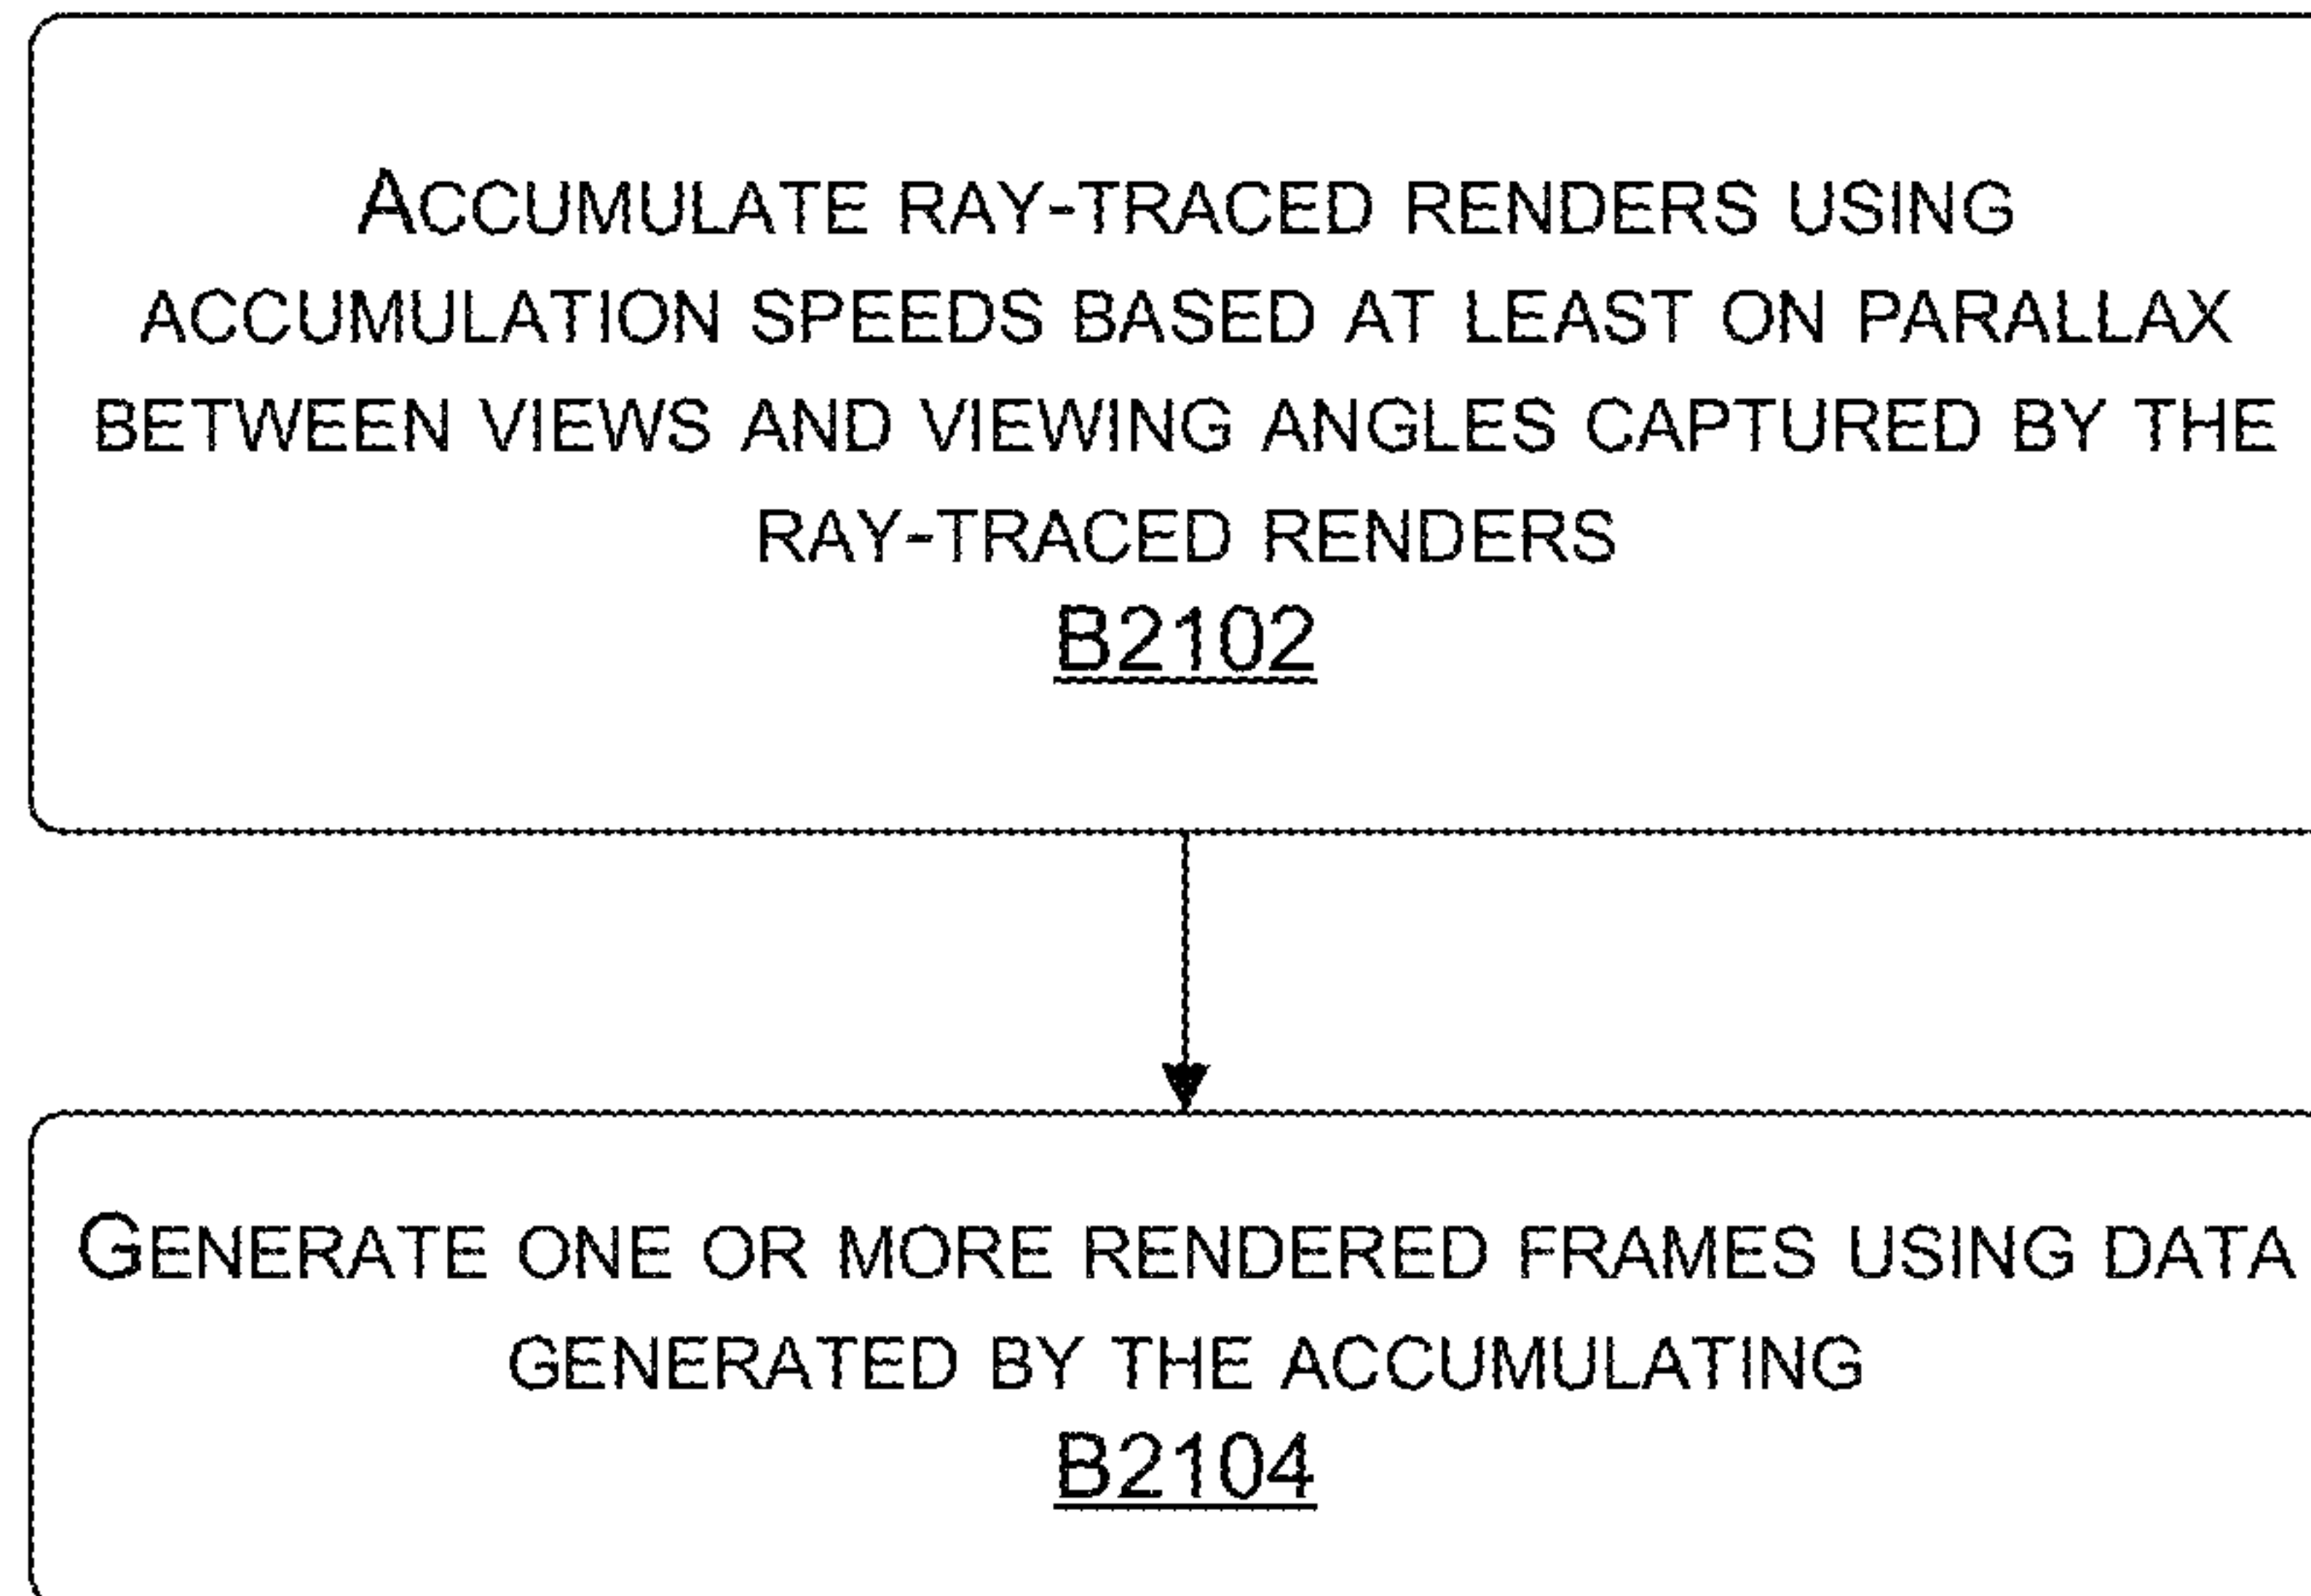 ACCUMULATE RAY-TRACED RENDERS USING
ACCUMULATION SPEEDS BASED AT LEAST ON PARALLAX
BETWEEN VIEWS AND VIEWING ANGLES CAPTURED BY THE
RAY-TRACED RENDERS
B2102
GENERATE ONE OR MORE RENDERED FRAMES USING DATA
GENERATED BY THE ACCUMULATING
B2104